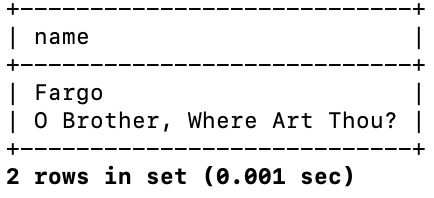 +----------------------------+
| name                       |
+----------------------------+
| Fargo                      |
| O Brother, Where Art Thou? |
+----------------------------+
2 rows in set (0.001 sec)